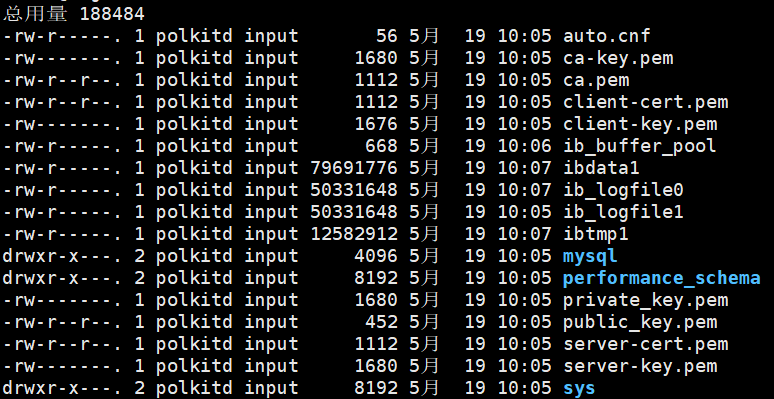 总用量 188484
-rw-r-----. 1 polkitd input       56 5月  19 10:05 auto.cnf
-rw-------. 1 polkitd input     1680 5月  19 10:05 ca-key.pem
-rw-r--r--. 1 polkitd input     1112 5月  19 10:05 ca.pem
-rw-r--r--. 1 polkitd input     1112 5月  19 10:05 client-cert.pem
-rw-------. 1 polkitd input     1676 5月  19 10:05 client-key.pem
-rw-r-----. 1 polkitd input      668 5月  19 10:06 ib_buffer_pool
-rw-r-----. 1 polkitd input 79691776 5月  19 10:07 ibdata1
-rw-r-----. 1 polkitd input 50331648 5月  19 10:07 ib_logfile0
-rw-r-----. 1 polkitd input 50331648 5月  19 10:05 ib_logfile1
-rw-r-----. 1 polkitd input 12582912 5月  19 10:07 ibtmp1
drwxr-x---. 2 polkitd input     4096 5月  19 10:05 mysql
drwxr-x---. 2 polkitd input     8192 5月  19 10:05 performance_schema
-rw-------. 1 polkitd input     1680 5月  19 10:05 private_key.pem
-rw-r--r--. 1 polkitd input      452 5月  19 10:05 public_key.pem
-rw-r--r--. 1 polkitd input     1112 5月  19 10:05 server-cert.pem
-rw-------. 1 polkitd input     1680 5月  19 10:05 server-key.pem
drwxr-x---. 2 polkitd input     8192 5月  19 10:05 sys